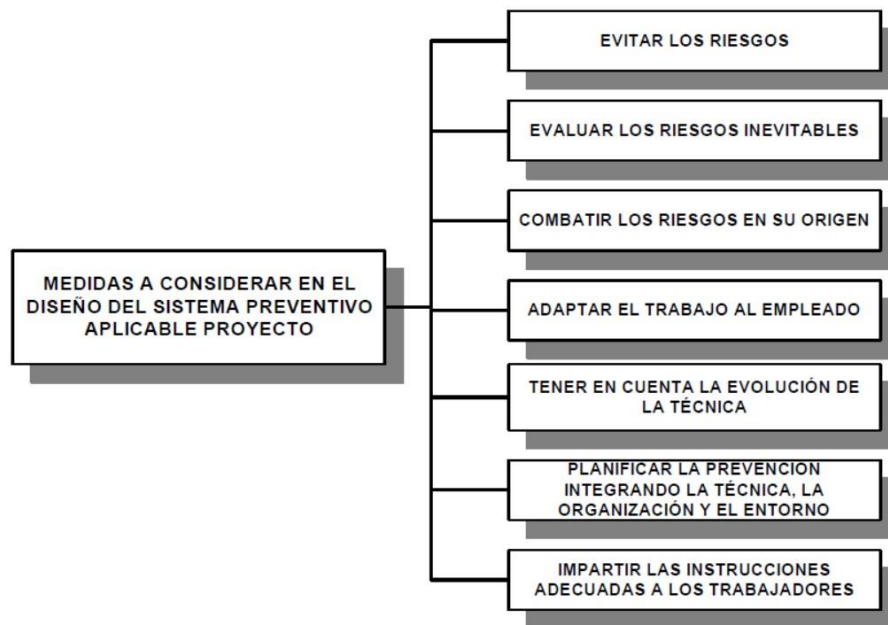 MEDIDAS A CONSIDERAR EN EL
DISEÑO DEL SISTEMA PREVENTIVO
APLICABLE PROYECTO
EVITAR LOS RIESGOS
EVALUAR LOS RIESGOS INEVITABLES
COMBATIR LOS RIESGOS EN SU ORIGEN
ADAPTAR EL TRABAJO AL EMPLEADO
TENER EN CUENTA LA EVOLUCIÓN DE
LA TÉCNICA
PLANIFICAR LA PREVENCIÓN
INTEGRANDO LA TÉCNICA, LA
ORGANIZACIÓN Y EL ENTORNO
IMPARTIR LAS INSTRUCCIONES
ADECUADAS A LOS TRABAJADORES